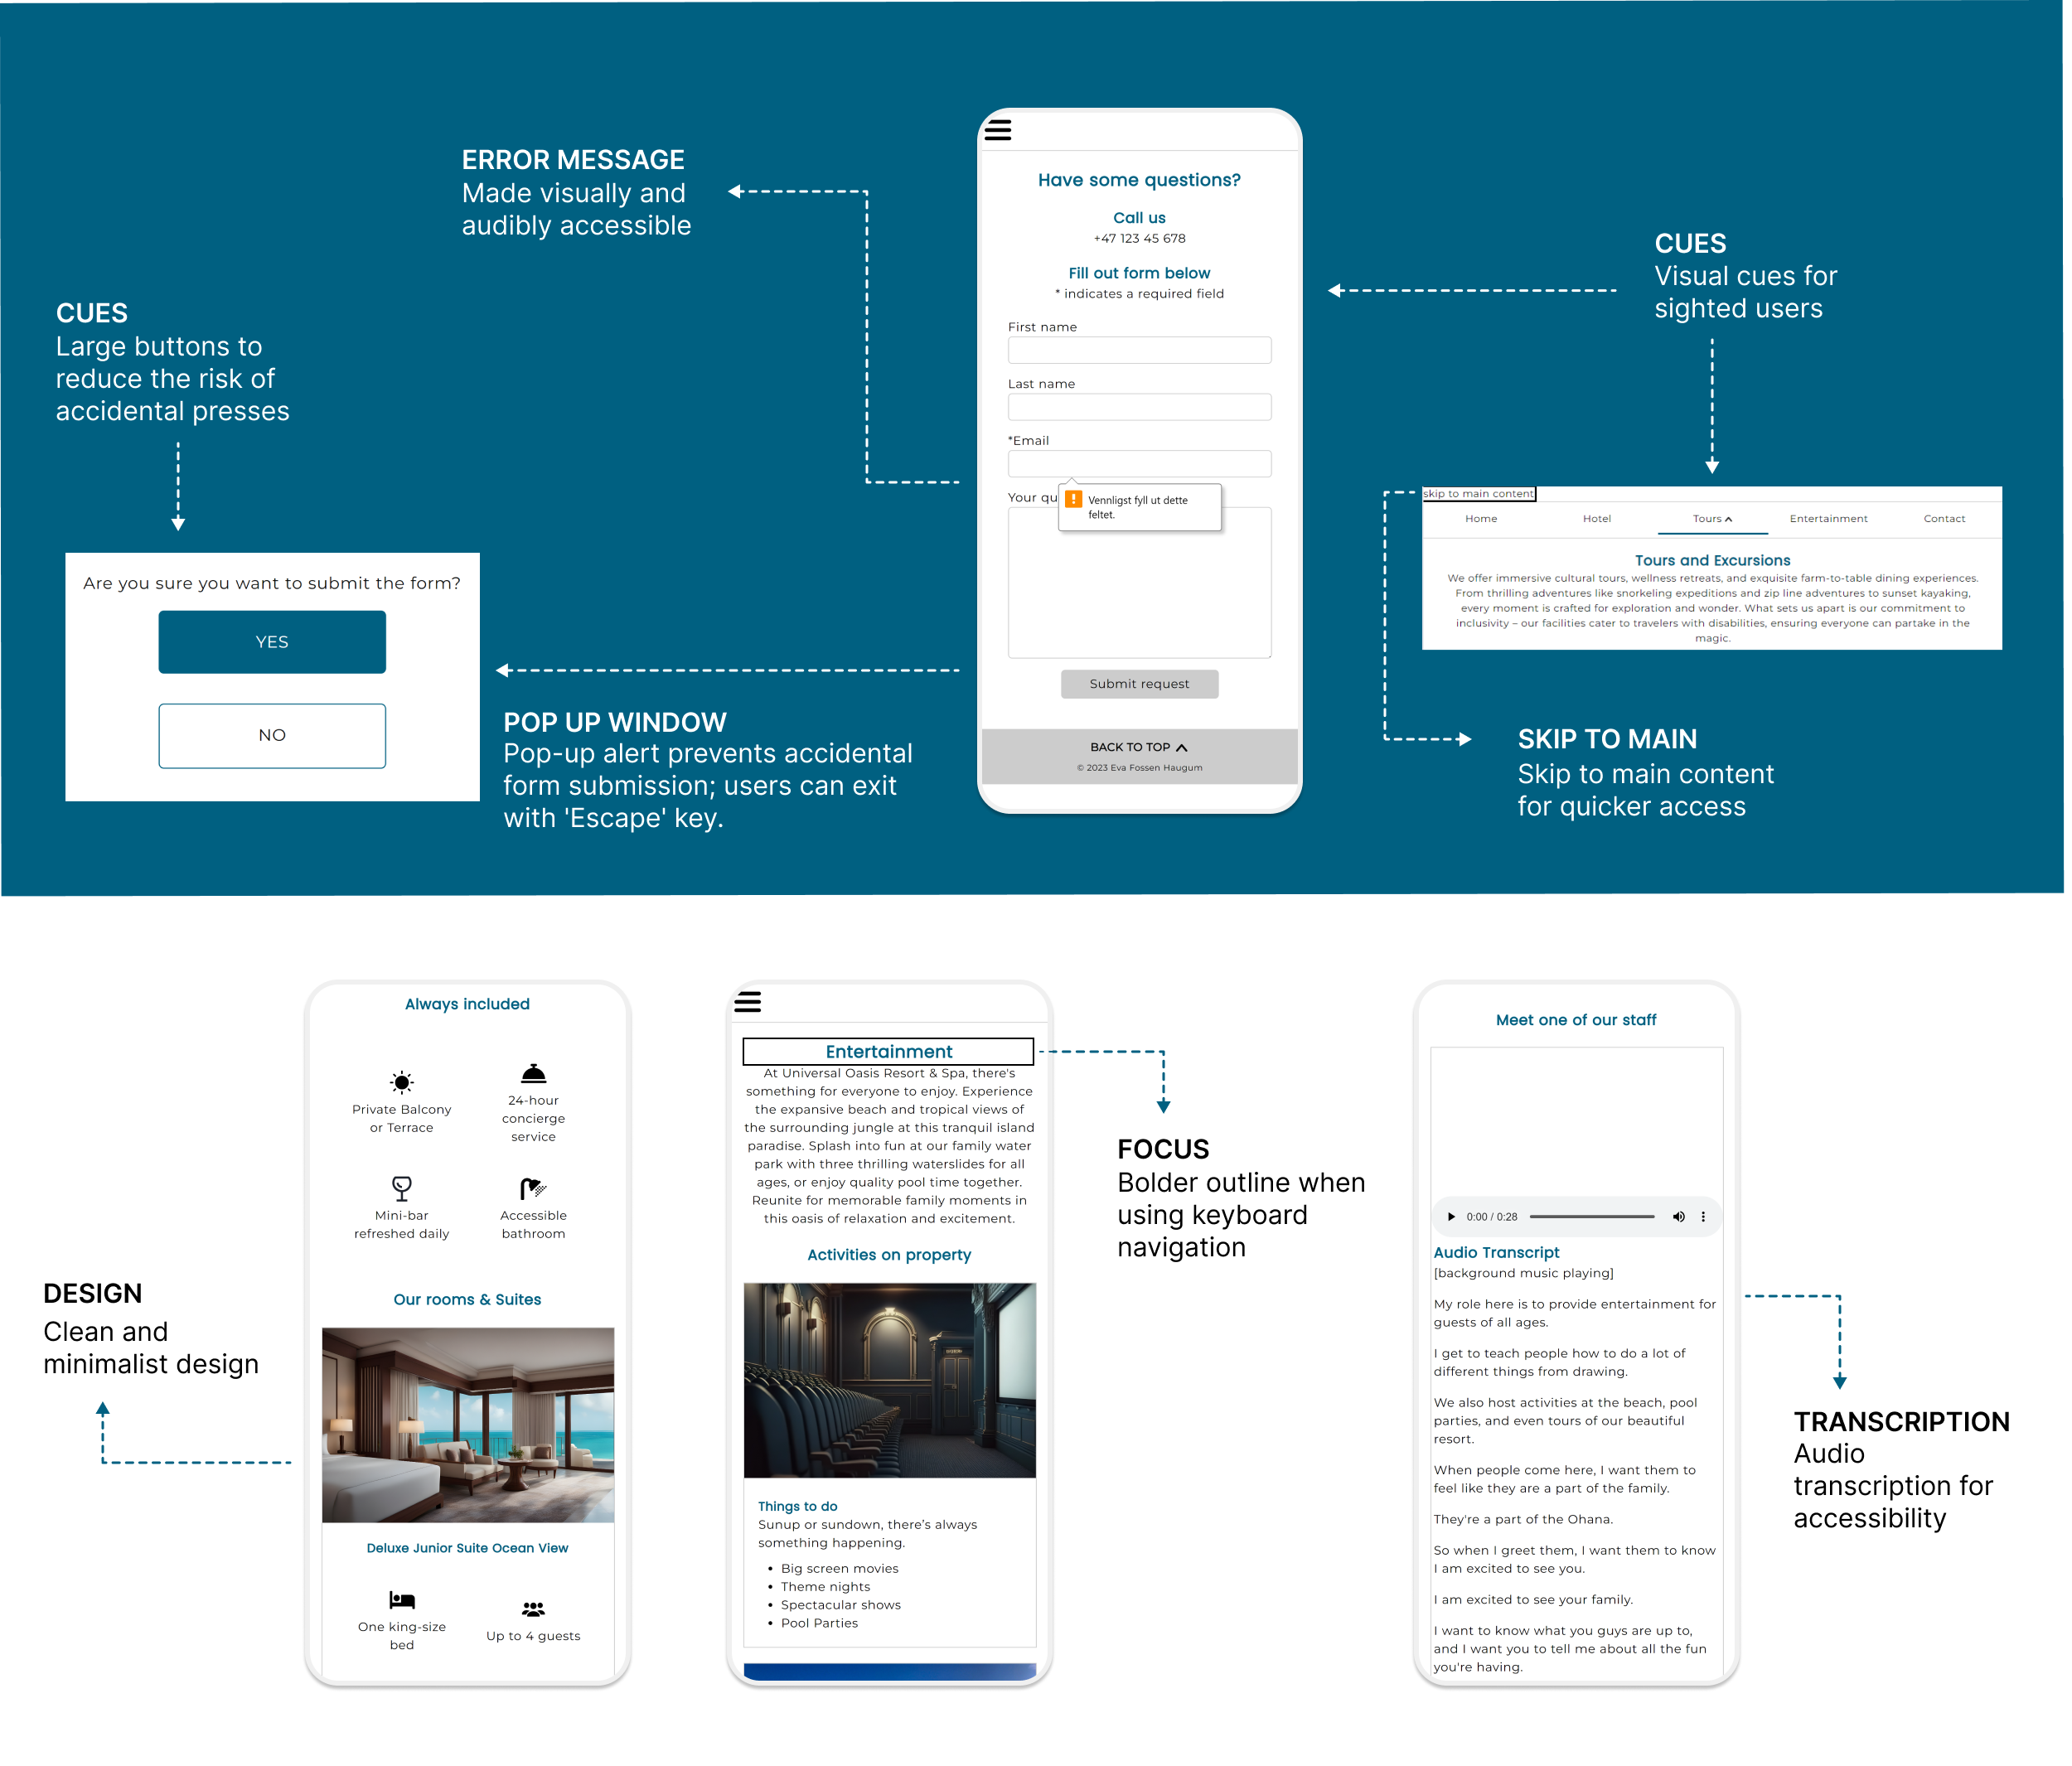 ERROR MESSAGE
Made visually and
audibly accessible
CUES
Large buttons to
reduce the risk of
accidental presses
Are you sure you want to submit the form?
YES
NO
POP UP WINDOW
Pop-up alert prevents accidental
form submission; users can exit
with 'Escape' key.
Have some questions?
Call us
+47 123 45 678
Fill out form below
* indicates a required field
First name
Last name
*Email
Your qu
Vennligst fyll ut dette
feltet.
Submit request
BACK TO TOP
© 2023 Eva Fossen Haugum
CUES
Visual cues for
sighted users
skip to main content
Home Hotel Tours Entertainment Contact
Tours and Excursions
We offer immersive cultural tours, wellness retreats, and exquisite farm-to-table dining experiences.
From thrilling adventures like snorkeling expeditions and zip line adventures to sunset kayaking,
every moment is crafted for exploration and wonder. What sets us apart is our commitment to
inclusivity – our facilities cater to travelers with disabilities, ensuring everyone can partake in the
magic.
SKIP TO MAIN
Skip to main content
for quicker access
DESIGN
Clean and
minimalist design
Always included
Private Balcony
or Terrace
24-hour
concierge
service
Mini-bar
refreshed daily
Accessible
bathroom
Our rooms & Suites
Deluxe Junior Suite Ocean View
One king-size
bed
Up to 4 guests
Entertainment
At Universal Oasis Resort & Spa, there's
something for everyone to enjoy. Experience
the expansive beach and tropical views of
the surrounding jungle at this tranquil island
paradise. Splash into fun at our family water
park with three thrilling waterslides for all
ages, or enjoy quality pool time together.
Reunite for memorable family moments in
this oasis of relaxation and excitement.
Activities on property
Things to do
Sunup or sundown, there's always
something happening.
• Big screen movies
• Theme nights
• Spectacular shows
• Pool Parties
FOCUS
Bolder outline when
using keyboard
navigation
Meet one of our staff
0:00 / 0:28
Audio Transcript
[background music playing]
My role here is to provide entertainment for
guests of all ages.
I get to teach people how to do a lot of
different things from drawing.
We also host activities at the beach, pool
parties, and even tours of our beautiful
resort.
When people come here, I want them to
feel like they are a part of the family.
They're a part of the Ohana.
So when I greet them, I want them to know
I am excited to see you.
I am excited to see your family.
I want to know what you guys are up to,
and I want you to tell me about all the fun
you're having.
TRANSCRIPTION
Audio
transcription for
accessibility